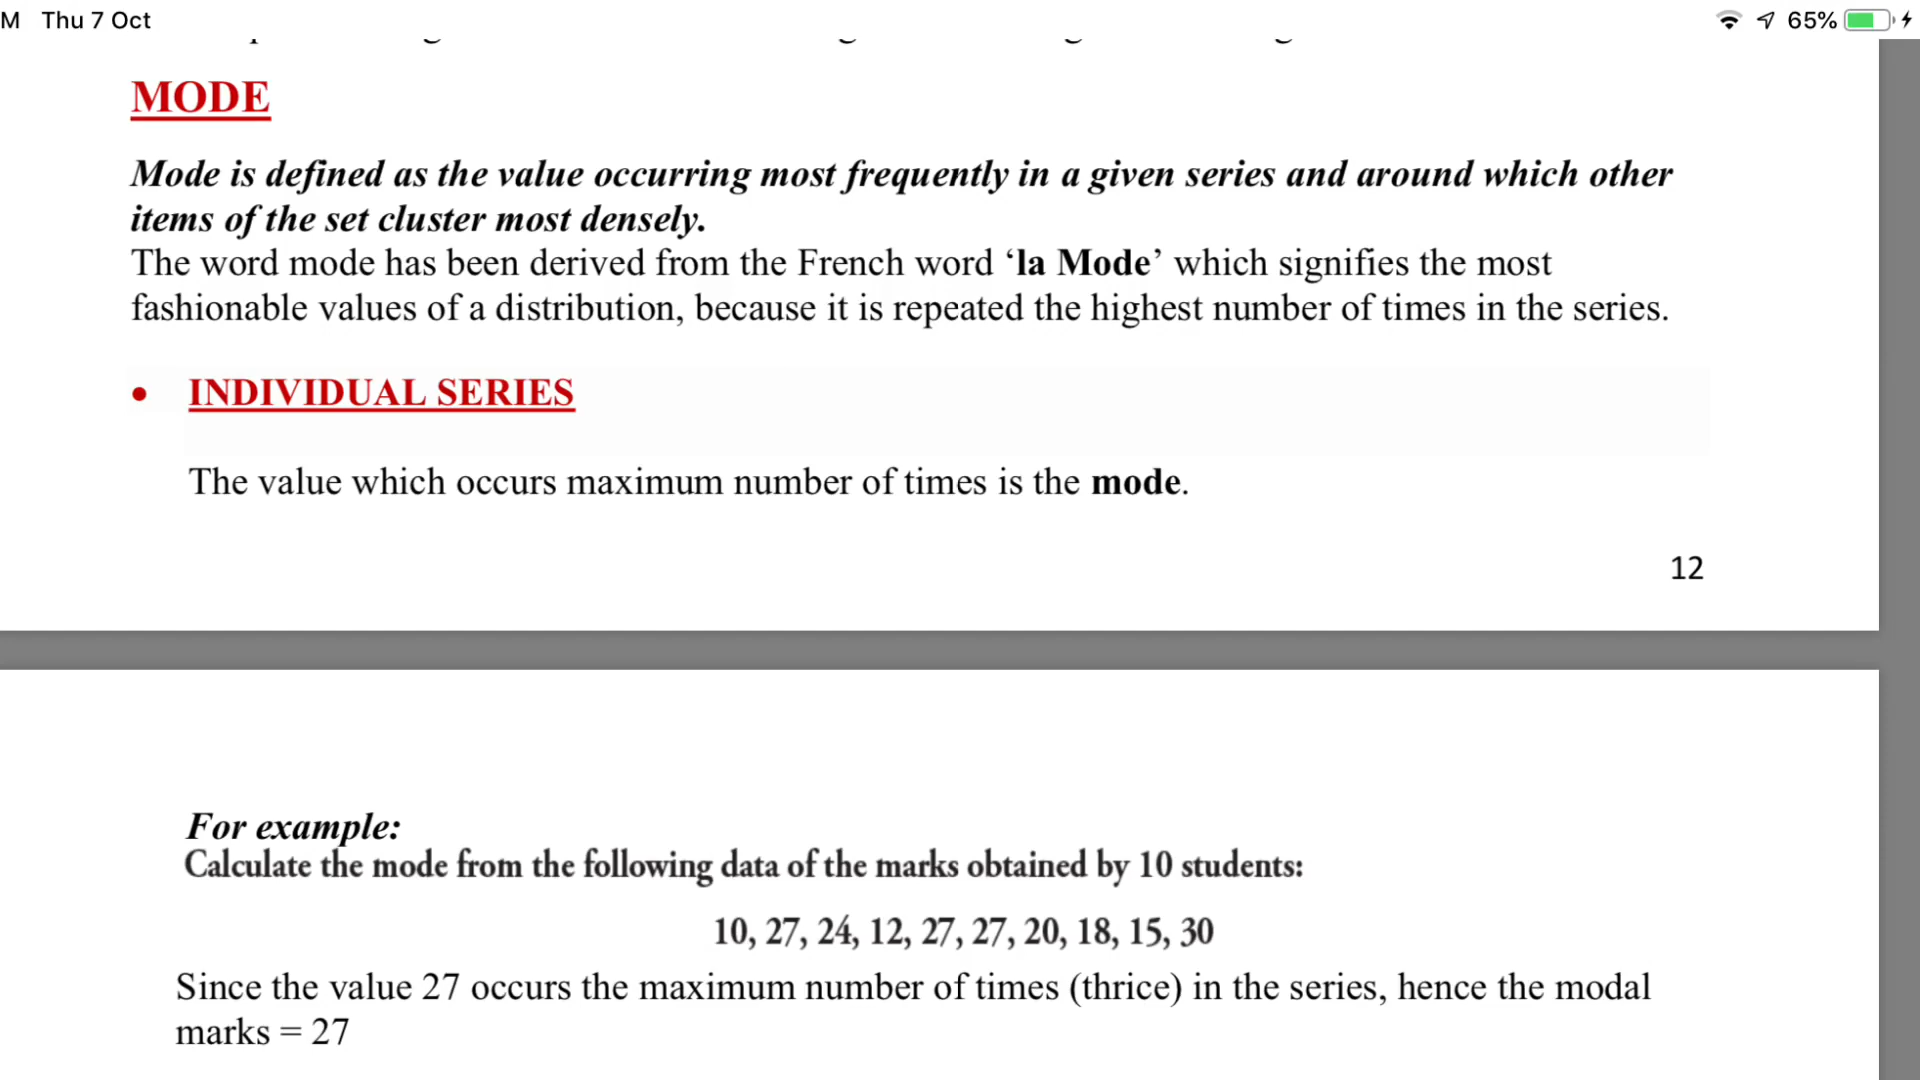 M Thu 7 Oct
65%
MODE
Mode is defined as the value occurring most frequently in a given series and around which other
items of the set cluster most densely.
The word mode has been derived from the French word ‘la Mode’ which signifies the most
fashionable values of a distribution, because it is repeated the highest number of times in the series.
• INDIVIDUAL SERIES
The value which occurs maximum number of times is the mode.
12
For example:
Calculate the mode from the following data of the marks obtained by 10 students:
10, 27, 24, 12, 27, 27, 20, 18, 15, 30
Since the value 27 occurs the maximum number of times (thrice) in the series, hence the modal
marks = 27